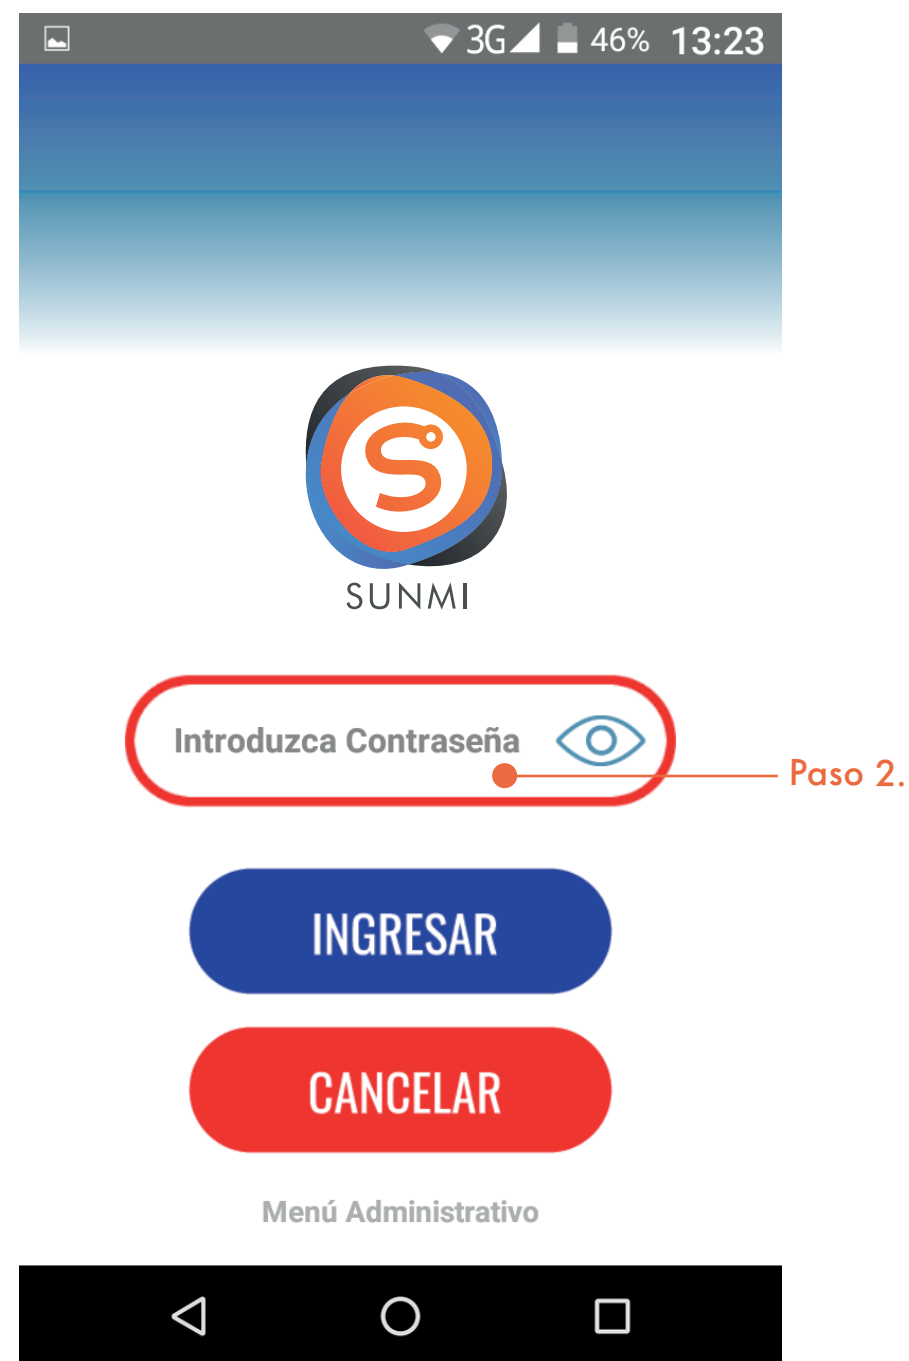 3G 46% 13:23
SUNMI
Introduzca Contraseña
Paso 2.
INGRESAR
CANCELAR
Menú Administrativo